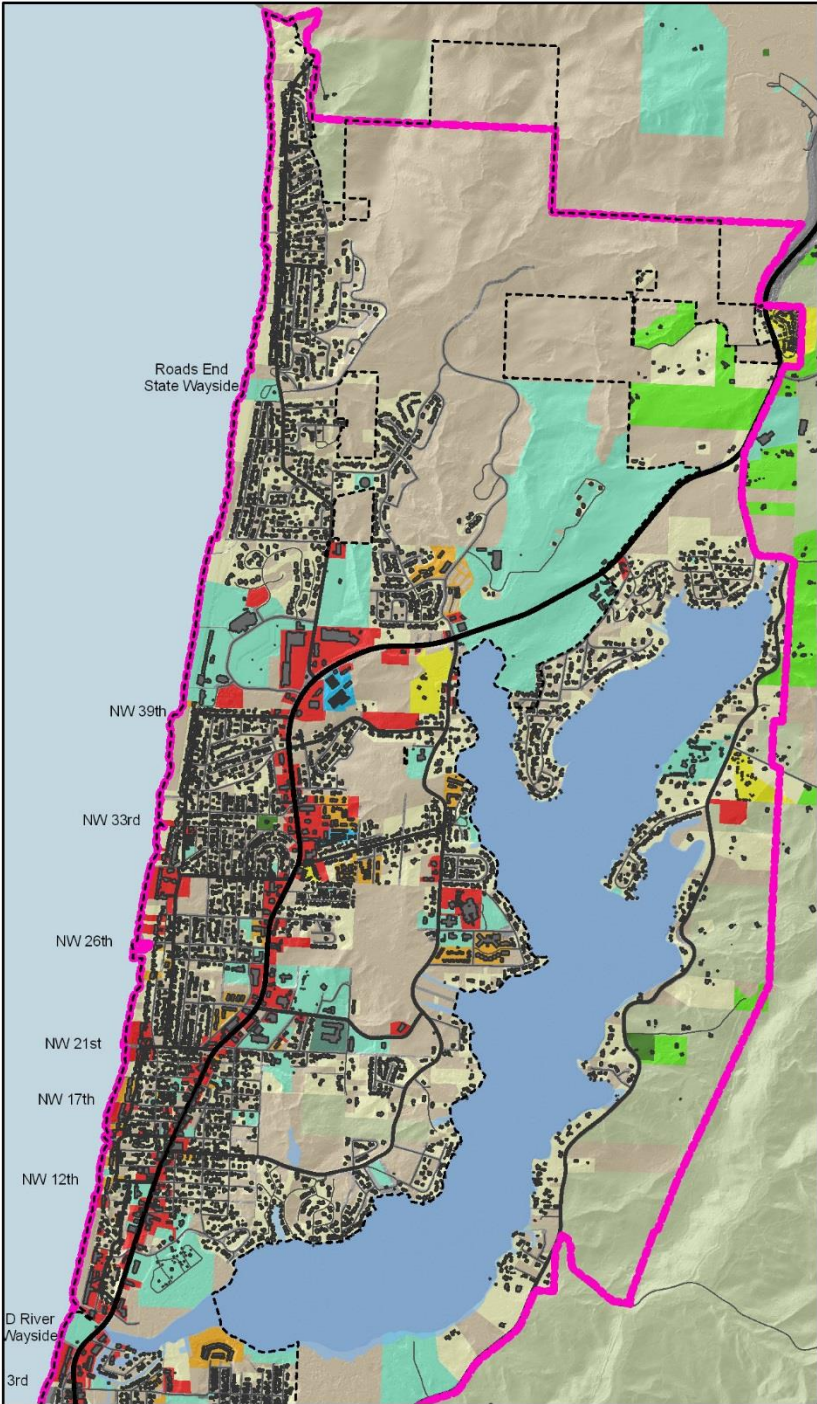 Roads End
State Wayside
NW 39th
NW 33rd
NW 26th
NW 21st
NW 17th
NW 12th
D River
Wayside
3rd